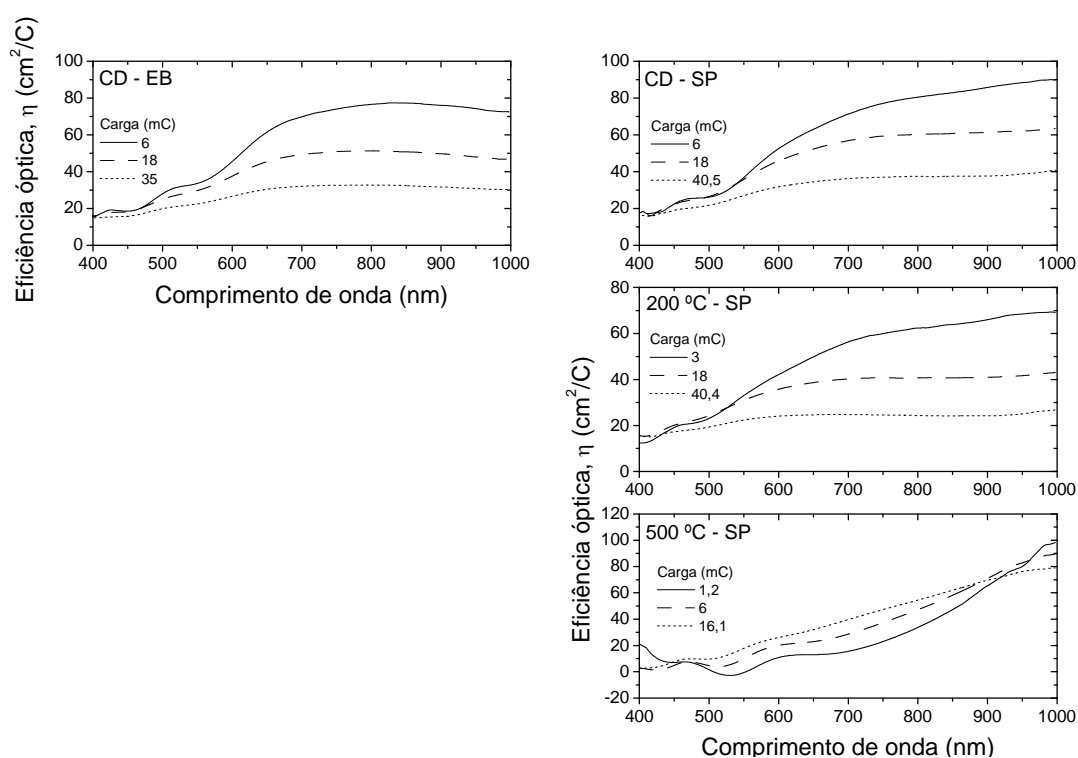 Eficiência óptica, η (cm²/C)
100
80
60
40
20
0
CD - EB
Carga (mC)
6
18
35
400 500 600 700 800 900 1000
Comprimento de onda (nm)
Eficiência óptica, η (cm²/C)
100
80
60
40
20
0
CD - SP
Carga (mC)
6
18
40,5
400 500 600 700 800 900 1000
80
60
40
20
0
200 ºC - SP
Carga (mC)
3
18
40,4
400 500 600 700 800 900 1000
120
100
80
60
40
20
0
-20
500 ºC - SP
Carga (mC)
1,2
6
16,1
400 500 600 700 800 900 1000
Comprimento de onda (nm)